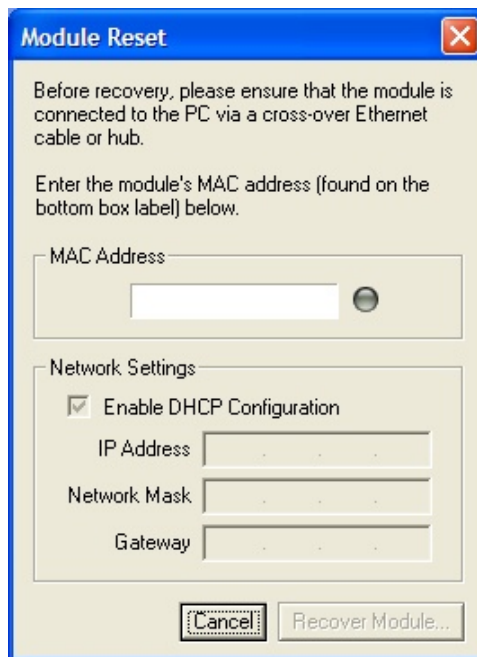 Module Reset
Before recovery, please ensure that the module is
connected to the PC via a cross-over Ethernet
cable or hub.
Enter the module's MAC address (found on the
bottom box label) below.
MAC Address
Network Settings
Enable DHCP Configuration
IP Address
Network Mask
Gateway
Cancel Recover Module...